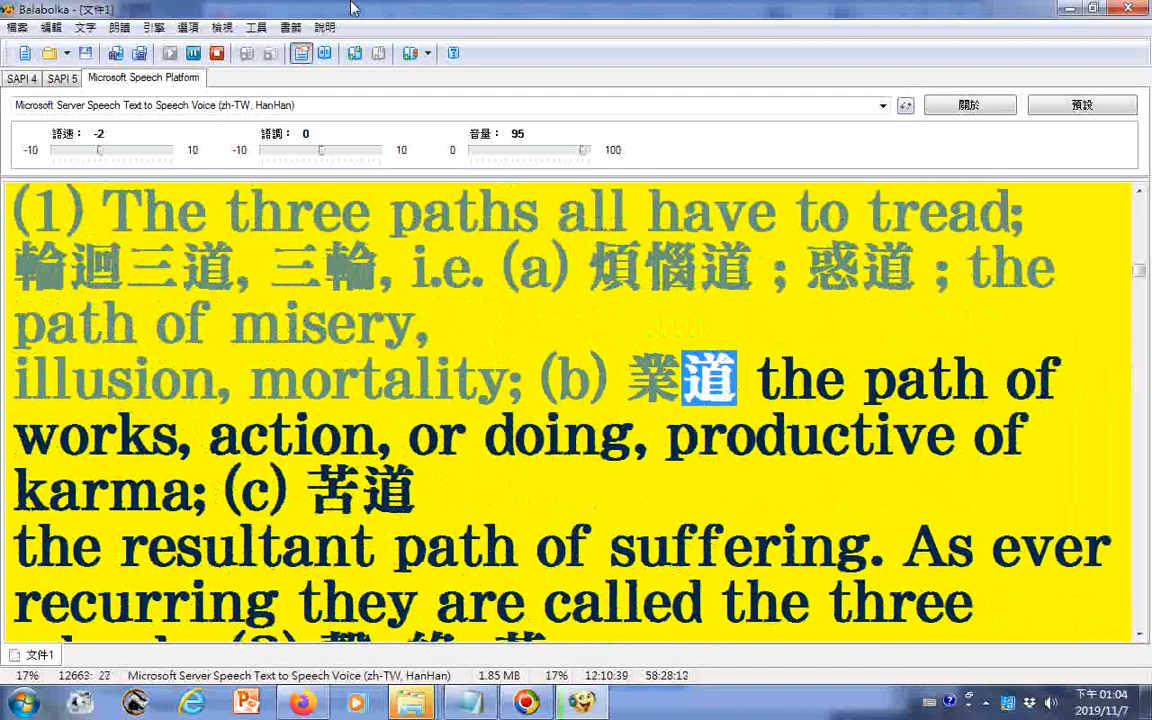 Balabolka - [文件1]
檔案 編輯 文字 朗讀 引擎 選項 檢視 工具 書籤 說明
SAPI 4 SAPI 5 Microsoft Speech Platform
Microsoft Server Speech Text to Speech Voice (zh-TW, HanHan) 關於 預設
語速： -2 語調： 0 音量： 95
-10 10 -10 10 0 100
(1) The three paths all have to tread;
輪迴三道, 三輪, i.e. (a) 煩惱道 ; 惑道 ; the
path of misery,
illusion, mortality; (b) 業道 the path of
works, action, or doing, productive of
karma; (c) 苦道
the resultant path of suffering. As ever
recurring they are called the three
文件1
17% 12663: 27 Microsoft Server Speech Text to Speech Voice (zh-TW, HanHan) 1.85 MB 17% 12:10:39 58:28:12
下午 01:04
2019/11/7